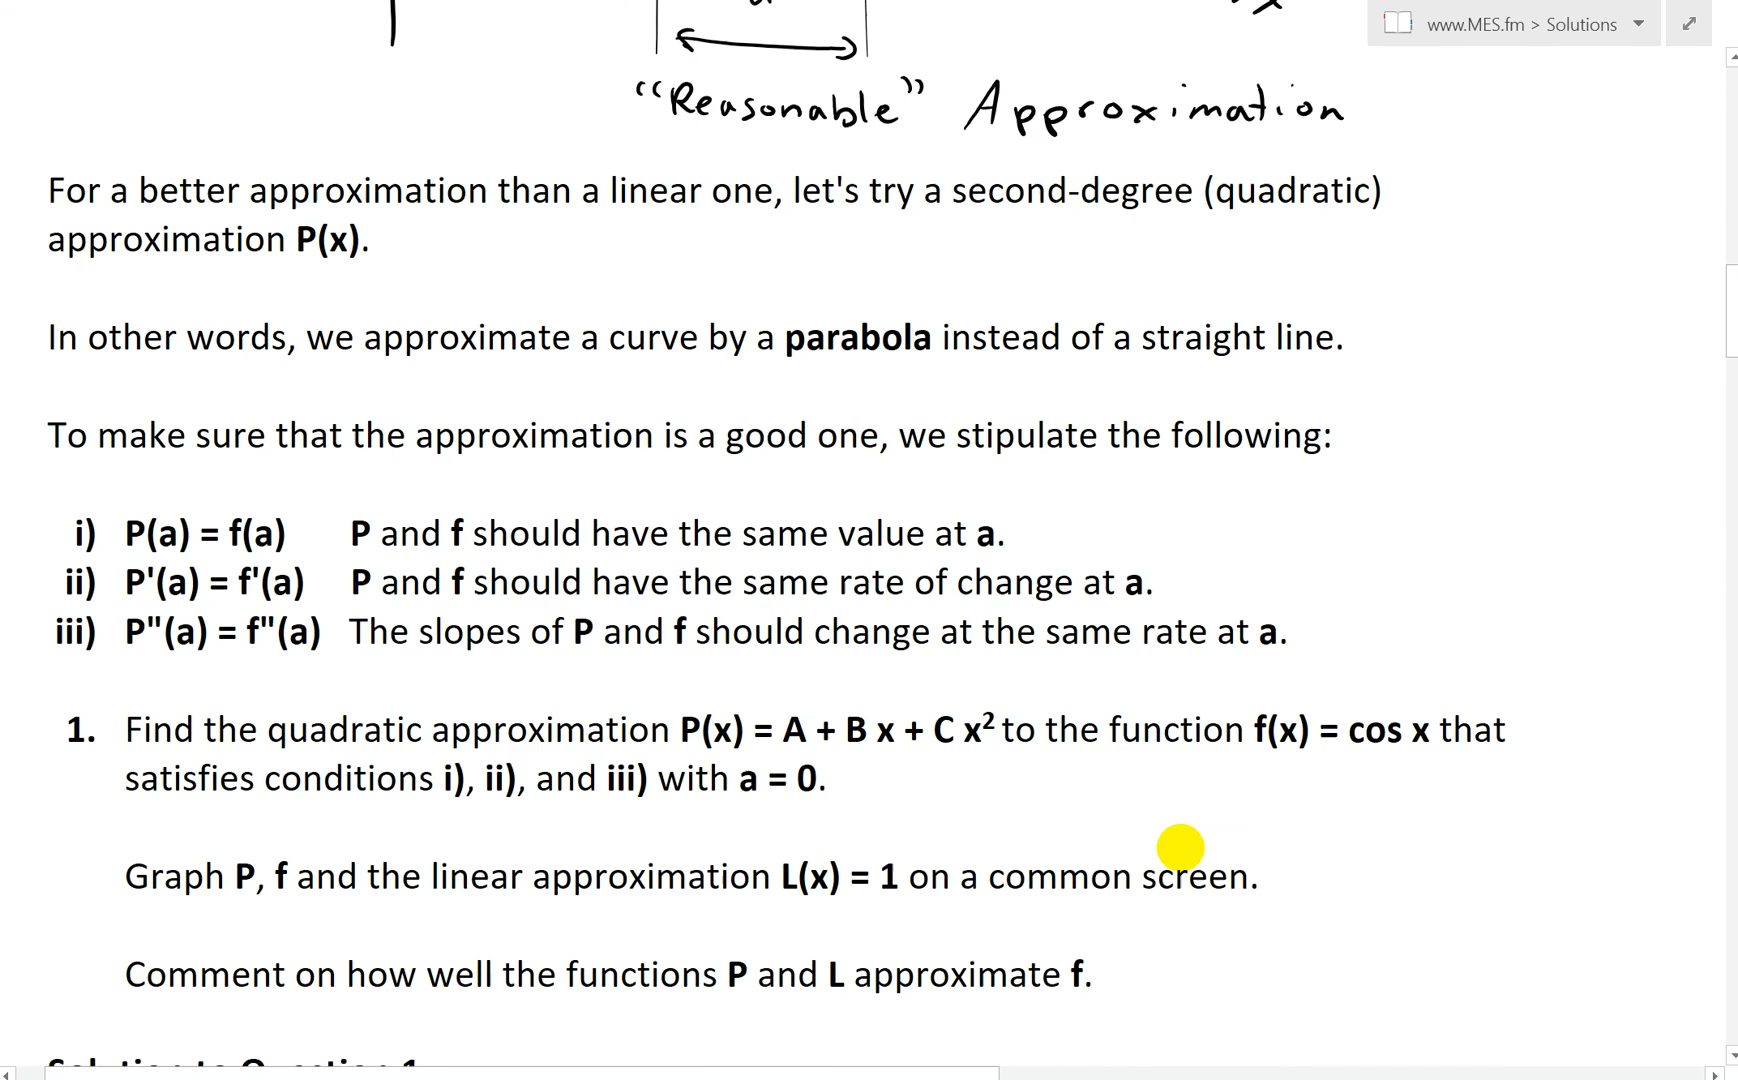 www.MES.fm > Solutions
“Reasonable” Approximation
For a better approximation than a linear one, let's try a second-degree (quadratic)
approximation P(x).
In other words, we approximate a curve by a parabola instead of a straight line.
To make sure that the approximation is a good one, we stipulate the following:
i) P(a) = f(a) P and f should have the same value at a.
ii) P'(a) = f'(a) P and f should have the same rate of change at a.
iii) P"(a) = f"(a) The slopes of P and f should change at the same rate at a.
1. Find the quadratic approximation P(x) = A + B x + C x² to the function f(x) = cos x that
satisfies conditions i), ii), and iii) with a = 0.
Graph P, f and the linear approximation L(x) = 1 on a common screen.
Comment on how well the functions P and L approximate f.